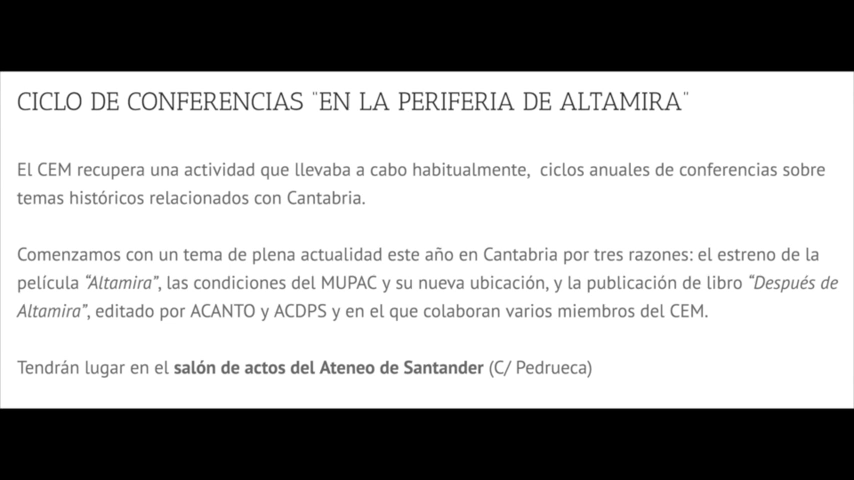 CICLO DE CONFERENCIAS "EN LA PERIFERIA DE ALTAMIRA"
El CEM recupera una actividad que llevaba a cabo habitualmente,  ciclos anuales de conferencias sobre
temas históricos relacionados con Cantabria.
Comenzamos con un tema de plena actualidad este año en Cantabria por tres razones: el estreno de la
película “Altamira”, las condiciones del MUPAC y su nueva ubicación, y la publicación de libro “Después de
Altamira”, editado por ACANTO y ACDPS y en el que colaboran varios miembros del CEM.
Tendrán lugar en el salón de actos del Ateneo de Santander (C/ Pedrueca)